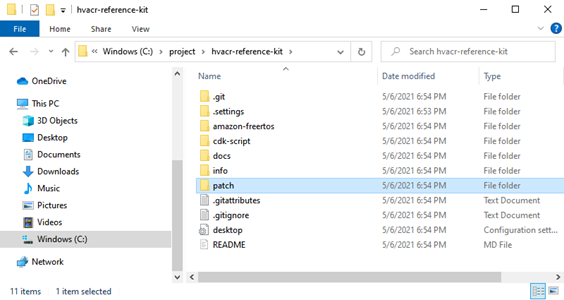 hvacr-reference-kit
File Home Share View
Windows (C:) › project › hvacr-reference-kit ›
Search hvacr-reference-kit
OneDrive
This PC
3D Objects
Desktop
Documents
Downloads
Music
Pictures
Videos
Windows (C:)
Network
Name Date modified Type
.git 5/6/2021 6:54 PM File folder
.settings 5/6/2021 6:53 PM File folder
amazon-freertos 5/6/2021 6:54 PM File folder
cdk-script 5/6/2021 6:54 PM File folder
docs 5/6/2021 6:54 PM File folder
info 5/6/2021 6:54 PM File folder
patch 5/6/2021 6:54 PM File folder
.gitattributes 5/6/2021 6:54 PM Text Document
.gitignore 5/6/2021 6:54 PM Text Document
desktop 5/6/2021 6:54 PM Configuration sett...
README 5/6/2021 6:54 PM MD File
11 items 1 item selected